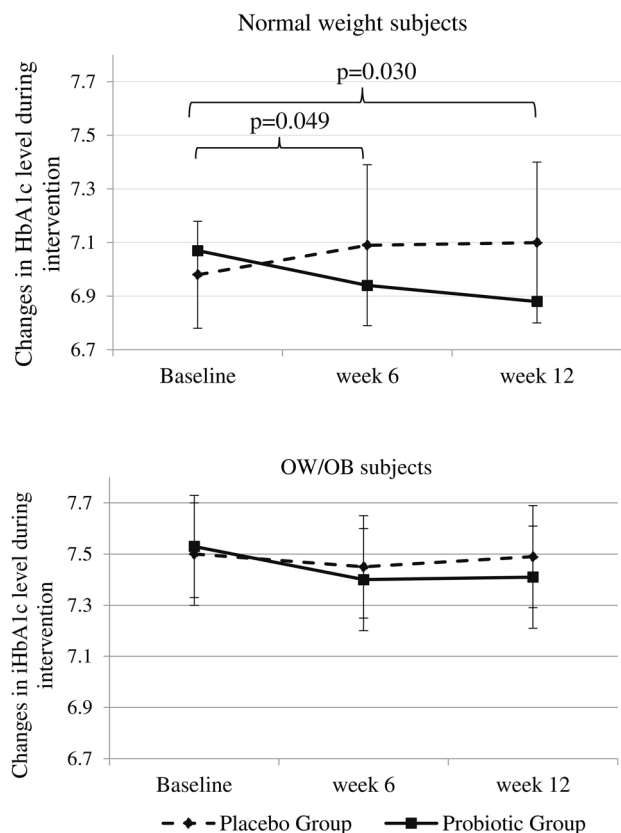 Normal weight subjects
Changes in HbA1c level during
intervention
7.7
7.5
7.3
7.1
6.9
6.7
p=0.030
p=0.049
Baseline
week 6
week 12
OW/OB subjects
Changes in iHbA1c level during
intervention
7.7
7.5
7.3
7.1
6.9
6.7
Baseline
week 6
week 12
Placebo Group
Probiotic Group